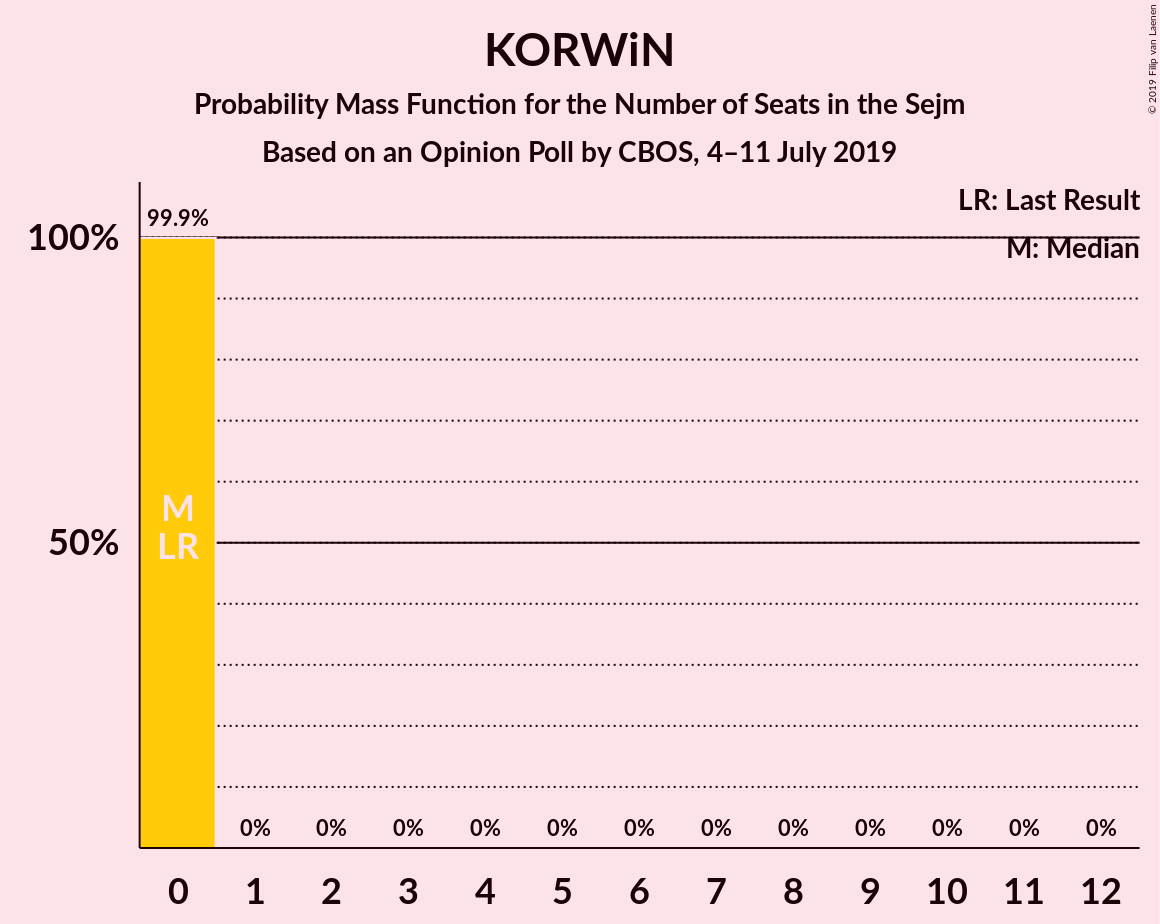 KORWiN
Probability Mass Function for the Number of Seats in the Sejm
Based on an Opinion Poll by CBOS, 4–11 July 2019
© 2019 Filip van Laenen
LR: Last Result
M: Median
99.9%
100%
50%
M
LR
0% 0% 0% 0% 0% 0% 0% 0% 0% 0% 0% 0%
0 1 2 3 4 5 6 7 8 9 10 11 12